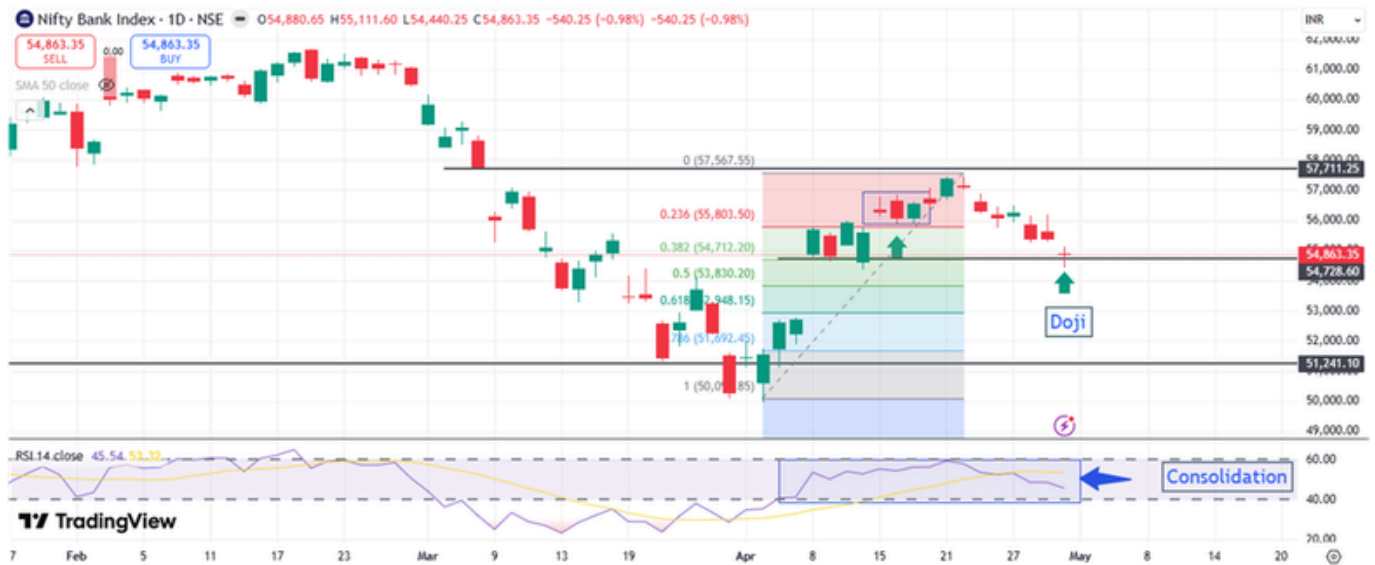 Nifty Bank Index · 1D · NSE O54,880.65 H55,111.60 L54,440.25 C54,863.35 -540.25 (-0.98%) -540.25 (-0.98%)
INR
54,863.35
SELL
0.00
54,863.35
BUY
SMA 50 close
62,000.00
61,000.00
60,000.00
59,000.00
58,000.00
57,711.25
57,000.00
56,000.00
54,863.35
54,728.60
53,000.00
52,000.00
51,241.10
50,000.00
49,000.00
0 (57,567.55)
0.236 (55,803.50)
0.382 (54,712.20)
0.5 (53,830.20)
0.618
(51,692.45)
Doji
RSI 14 close 45.54 53.32
60.00
Consolidation
40.00
20.00
TradingView
7 Feb 5 11 17 23 Mar 9 13 19 Apr 8 15 21 27 May 8 14 20